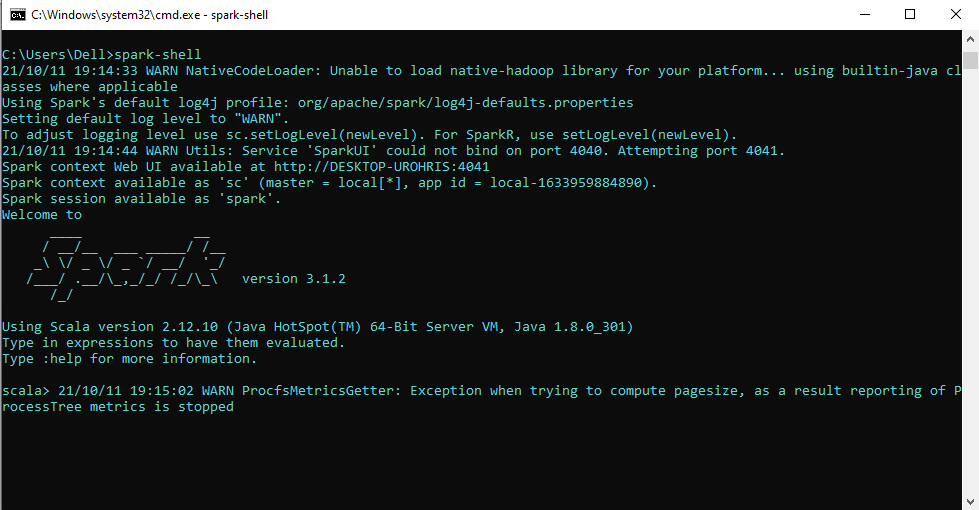 C:\Windows\system32\cmd.exe - spark-shell
C:\Users\Dell>spark-shell
21/10/11 19:14:33 WARN NativeCodeLoader: Unable to load native-hadoop library for your platform... using builtin-java cl
asses where applicable
Using Spark's default log4j profile: org/apache/spark/log4j-defaults.properties
Setting default log level to "WARN".
To adjust logging level use sc.setLogLevel(newLevel). For SparkR, use setLogLevel(newLevel).
21/10/11 19:14:44 WARN Utils: Service 'SparkUI' could not bind on port 4040. Attempting port 4041.
Spark context Web UI available at http://DESKTOP-UROHRIS:4041
Spark context available as 'sc' (master = local[*], app id = local-1633959884890).
Spark session available as 'spark'.
Welcome to
      ____              __
     / __/__  ___ _____/ /__
    _\ \/ _ \/ _ `/ __/  '_/
   /___/ .__/\_,_/_/ /_/\_\   version 3.1.2
      /_/
Using Scala version 2.12.10 (Java HotSpot(TM) 64-Bit Server VM, Java 1.8.0_301)
Type in expressions to have them evaluated.
Type :help for more information.
scala> 21/10/11 19:15:02 WARN ProcfsMetricsGetter: Exception when trying to compute pagesize, as a result reporting of P
rocessTree metrics is stopped